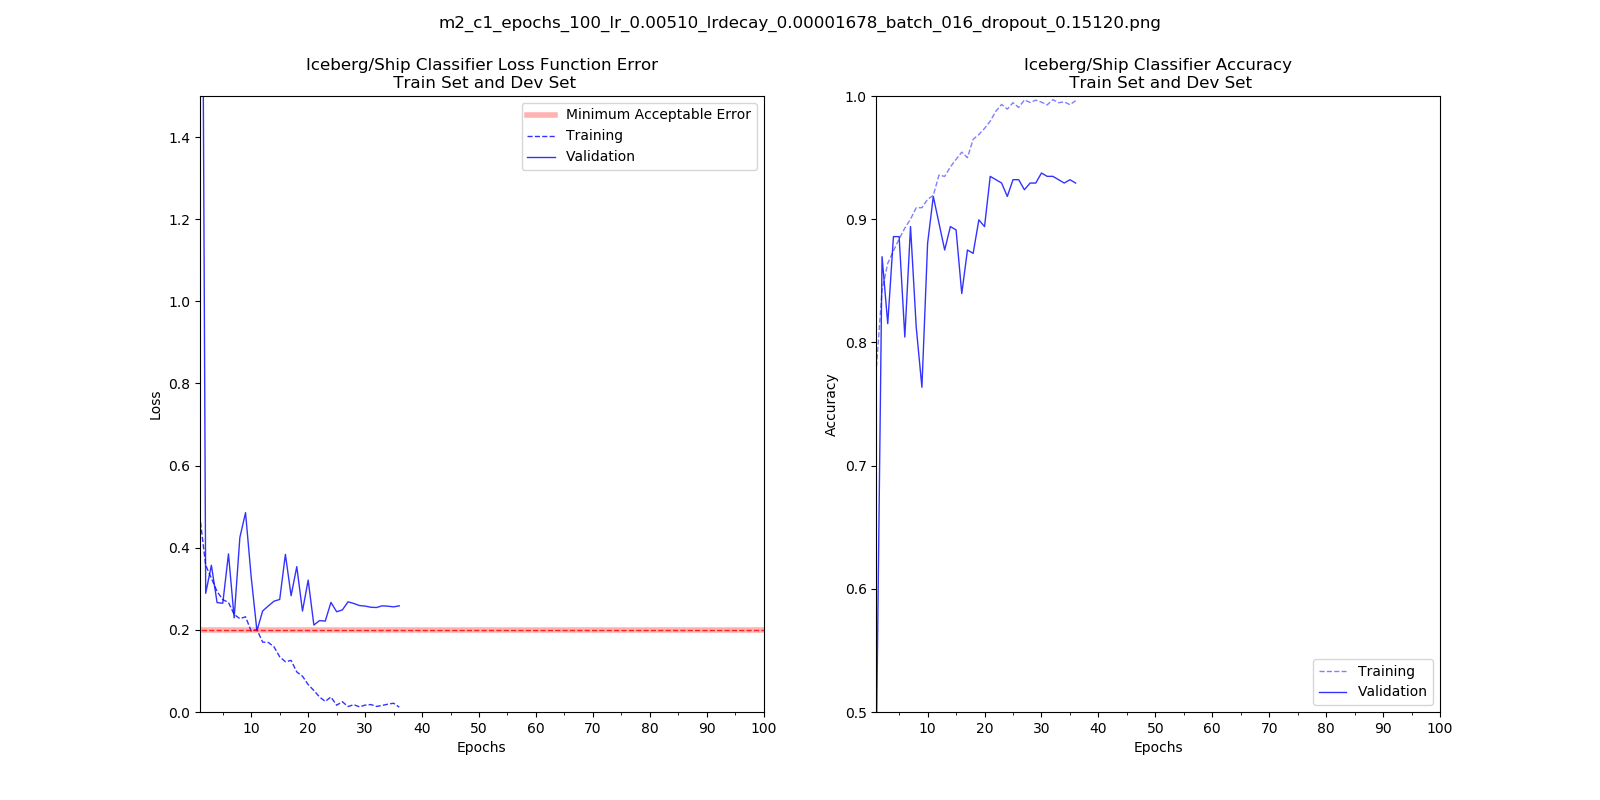 m2_c1_epochs_100_lr_0.00510_lrdecay_0.00001678_batch_016_dropout_0.15120.png
Iceberg/Ship Classifier Loss Function Error
Train Set and Dev Set
1.4
1.2
1.0
0.8
0.6
0.4
0.2
0.0
Loss
Minimum Acceptable Error
Training
Validation
10 20 30 40 50 60 70 80 90 100
Epochs
Iceberg/Ship Classifier Accuracy
Train Set and Dev Set
1.0
0.9
0.8
0.7
0.6
0.5
Accuracy
Training
Validation
10 20 30 40 50 60 70 80 90 100
Epochs